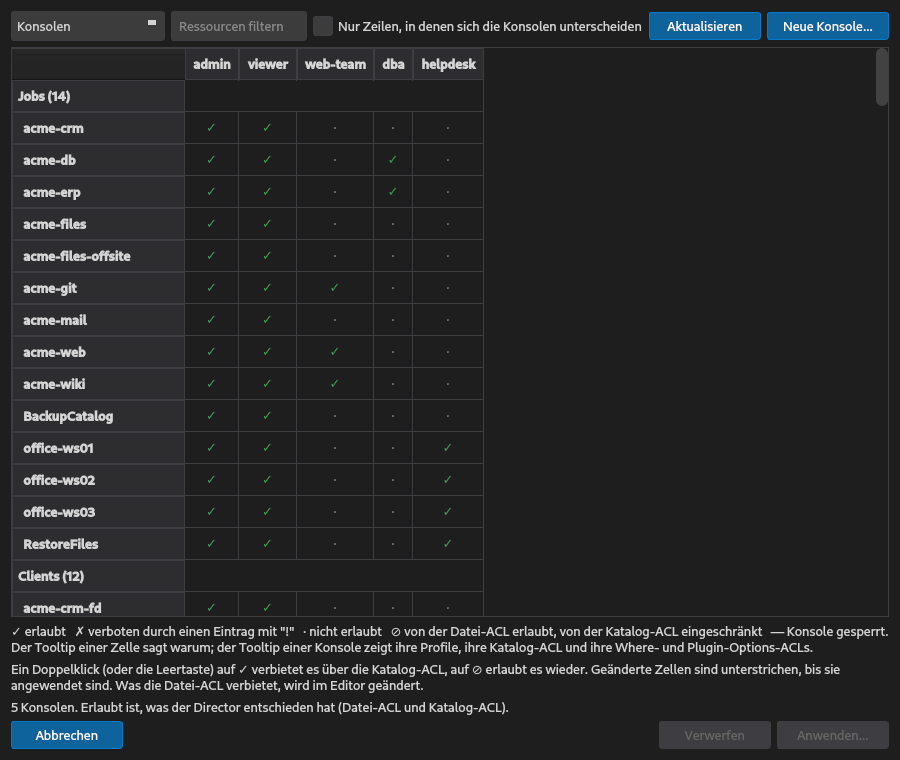 Konsolen Ressourcen filtern Nur Zeilen, in denen sich die Konsolen unterscheiden Aktualisieren Neue Konsole...
admin viewer web-team dba helpdesk
Jobs (14)
acme-crm ✓ ✓ · · ·
acme-db ✓ ✓ · ✓ ·
acme-erp ✓ ✓ · ✓ ·
acme-files ✓ ✓ · · ·
acme-files-offsite ✓ ✓ · · ·
acme-git ✓ ✓ ✓ · ·
acme-mail ✓ ✓ · · ·
acme-web ✓ ✓ ✓ · ·
acme-wiki ✓ ✓ ✓ · ·
BackupCatalog ✓ ✓ · · ·
office-ws01 ✓ ✓ · · ✓
office-ws02 ✓ ✓ · · ✓
office-ws03 ✓ ✓ · · ✓
RestoreFiles ✓ ✓ · · ✓
Clients (12)
acme-crm-fd ✓ ✓ · · ·
✓ erlaubt ✗ verboten durch einen Eintrag mit "!" · nicht erlaubt ⊘ von der Datei-ACL erlaubt, von der Katalog-ACL eingeschränkt — Konsole gesperrt.
Der Tooltip einer Zelle sagt warum; der Tooltip einer Konsole zeigt ihre Profile, ihre Katalog-ACL und ihre Where- und Plugin-Options-ACLs.
Ein Doppelklick (oder die Leertaste) auf ✓ verbietet es über die Katalog-ACL, auf ⊘ erlaubt es wieder. Geänderte Zellen sind unterstrichen, bis sie
angewendet sind. Was die Datei-ACL verbietet, wird im Editor geändert.
5 Konsolen. Erlaubt ist, was der Director entschieden hat (Datei-ACL und Katalog-ACL).
Abbrechen Verwerfen Anwenden...